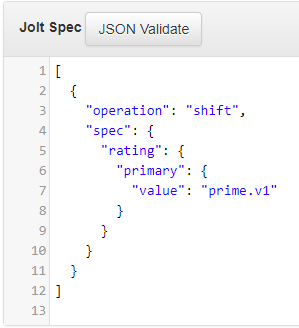 Jolt Spec JSON Validate
1 [
2   {
3     "operation": "shift",
4     "spec": {
5       "rating": {
6         "primary": {
7           "value": "prime.v1"
8         }
9       }
10     }
11   }
12 ]
13